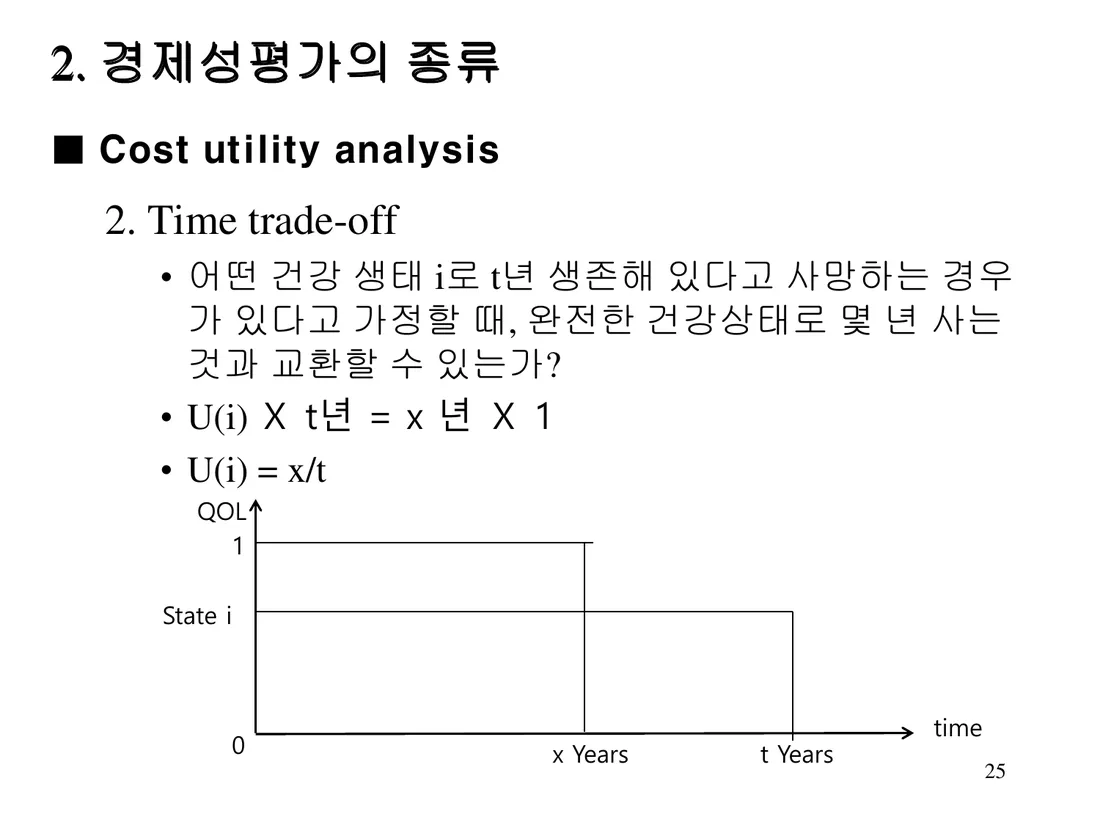 2. 경제성평가의 종류
■ Cost utility analysis
2. Time trade-off
• 어떤 건강 생태 i로 t년 생존해 있다고 사망하는 경우
가 있다고 가정할 때, 완전한 건강상태로 몇 년 사는
것과 교환할 수 있는가?
• U(i) X t년 = x 년 X 1
• U(i) = x/t
QOL
1
State i
0
time
x Years
t Years
25